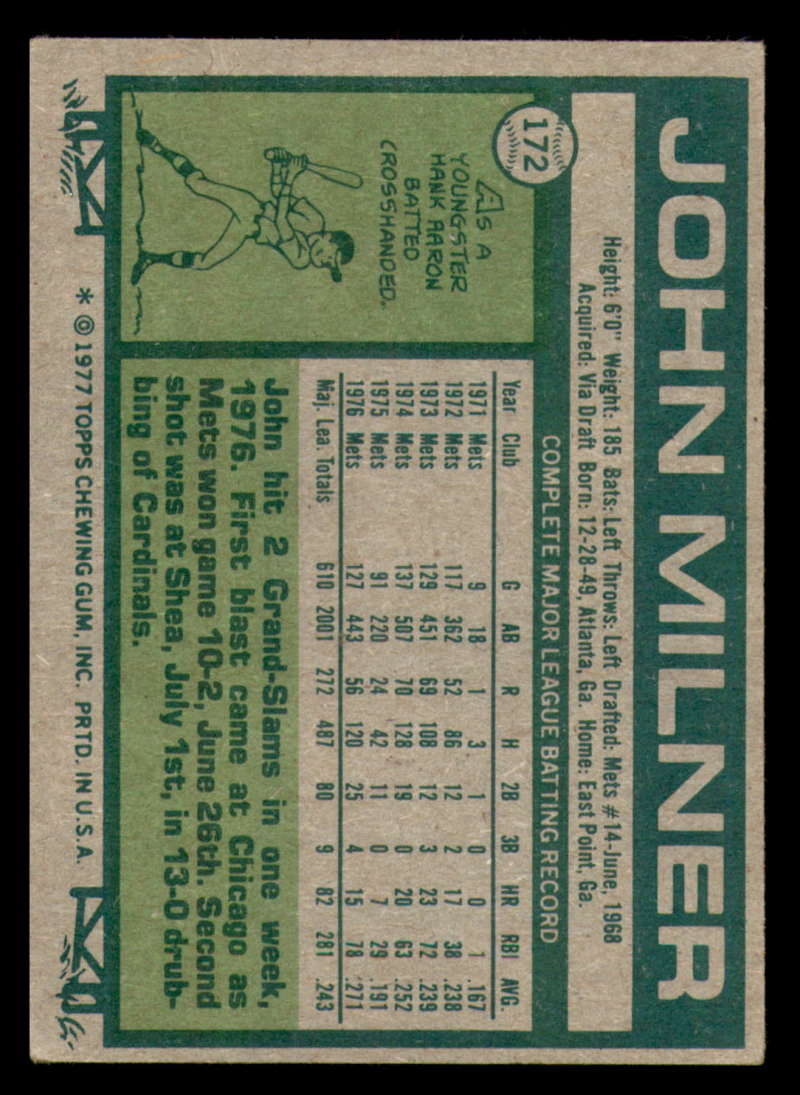 172
JOHN MILNER
Height: 6'0" Weight: 185 Bats: Left Throws: Left Drafted: Mets #14-June, 1968
Acquired: Via Draft Born: 12-28-49, Atlanta, Ga. Home: East Point, Ga.
COMPLETE MAJOR LEAGUE BATTING RECORD
Year Club G AB R H 2B 3B HR RBI AVG.
1971 Mets 9 18 1 3 1 0 0 1 .167
1972 Mets 117 362 52 86 12 2 17 38 .238
1973 Mets 129 451 69 108 12 3 23 72 .239
1974 Mets 137 507 70 128 19 0 20 63 .252
1975 Mets 91 220 24 42 11 0 7 29 .191
1976 Mets 127 443 56 120 25 4 15 78 .271
Maj. Lea. Totals 610 2001 272 487 80 9 82 281 .243
AS A
YOUNGSTER
HANK AARON
BATTED
CROSSHANDED.
John hit 2 Grand-Slams in one week,
1976. First blast came at Chicago as
Mets won game 10-2, June 26th. Second
shot was at Shea, July 1st, in 13-0 drub-
bing of Cardinals.
* © 1977 TOPPS CHEWING GUM, INC. PRTD. IN U.S.A.